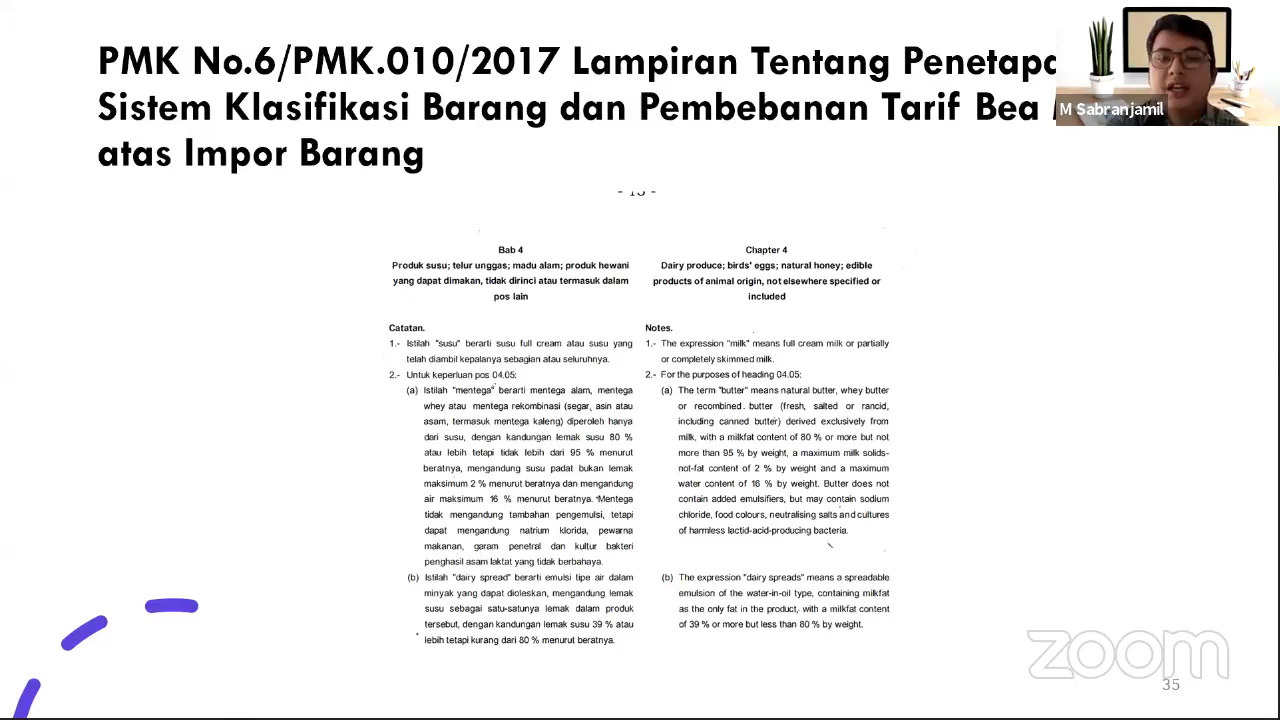 PMK No.6/PMK.010/2017 Lampiran Tentang
Sistem Klasifikasi Barang dan Pembebanan Tarif Bea
atas Impor Barang
M Sabranjamil
Bab 4
Produk susu; telur unggas; madu alam; produk hewani
yang dapat dimakan, tidak dirinci atau termasuk dalam
pos lain
Catatan.
1.- Istilah "susu" berarti susu full cream atau susu yang
telah diambil kepalanya sebagian atau seluruhnya.
2.- Untuk keperluan pos 04.05:
(a) Istilah "mentega" berarti mentega alam, mentega
whey atau mentega rekombinasi (segar, asin atau
asam, termasuk mentega kaleng) diperoleh hanya
dari susu, dengan kandungan lemak susu 80 %
atau lebih tetapi tidak lebih dari 95 % menurut
beratnya, mengandung susu padat bukan lemak
maksimum 2 % menurut beratnya dan mengandung
air maksimum 16 % menurut beratnya. Mentega
tidak mengandung tambahan pengemulsi, tetapi
dapat mengandung natrium klorida, pewarna
makanan, garam penetral dan kultur bakteri
penghasil asam laktat yang tidak berbahaya.
(b) Istilah "dairy spread" berarti emulsi tipe air dalam
minyak yang dapat dioleskan, mengandung lemak
susu sebagai satu-satunya lemak dalam produk
tersebut, dengan kandungan lemak susu 39 % atau
lebih tetapi kurang dari 80 % menurut beratnya.
Chapter 4
Dairy produce; birds' eggs; natural honey; edible
products of animal origin, not elsewhere specified or
included
Notes.
1.- The expression "milk" means full cream milk or partially
or completely skimmed milk.
2.- For the purposes of heading 04.05:
(a) The term "butter" means natural butter, whey butter
or recombined butter (fresh, salted or rancid,
including canned butter) derived exclusively from
milk, with a milkfat content of 80 % or more but not
more than 95 % by weight, a maximum milk solids-
not-fat content of 2 % by weight and a maximum
water content of 16 % by weight. Butter does not
contain added emulsifiers, but may contain sodium
chloride, food colours, neutralising salts and cultures
of harmless lactid-acid-producing bacteria.
(b) The expression "dairy spreads" means a spreadable
emulsion of the water-in-oil type, containing milkfat
as the only fat in the product, with a milkfat content
of 39 % or more but less than 80 % by weight.
zoom
35